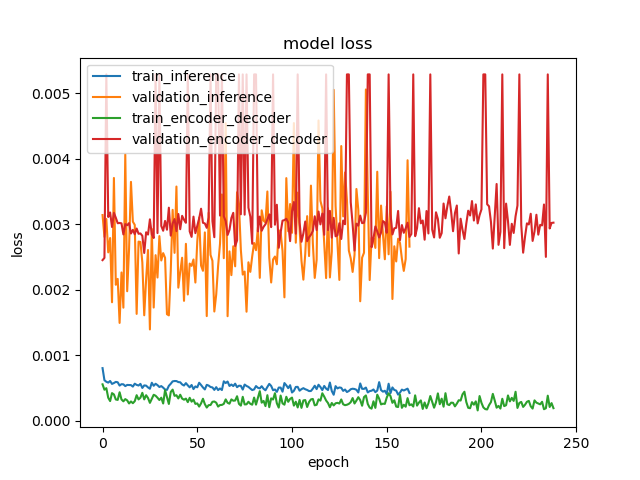 model loss
train_inference
validation_inference
train_encoder_decoder
validation_encoder_decoder
0.005
0.004
0.003
0.002
0.001
0.000
loss
0 50 100 150 200 250
epoch